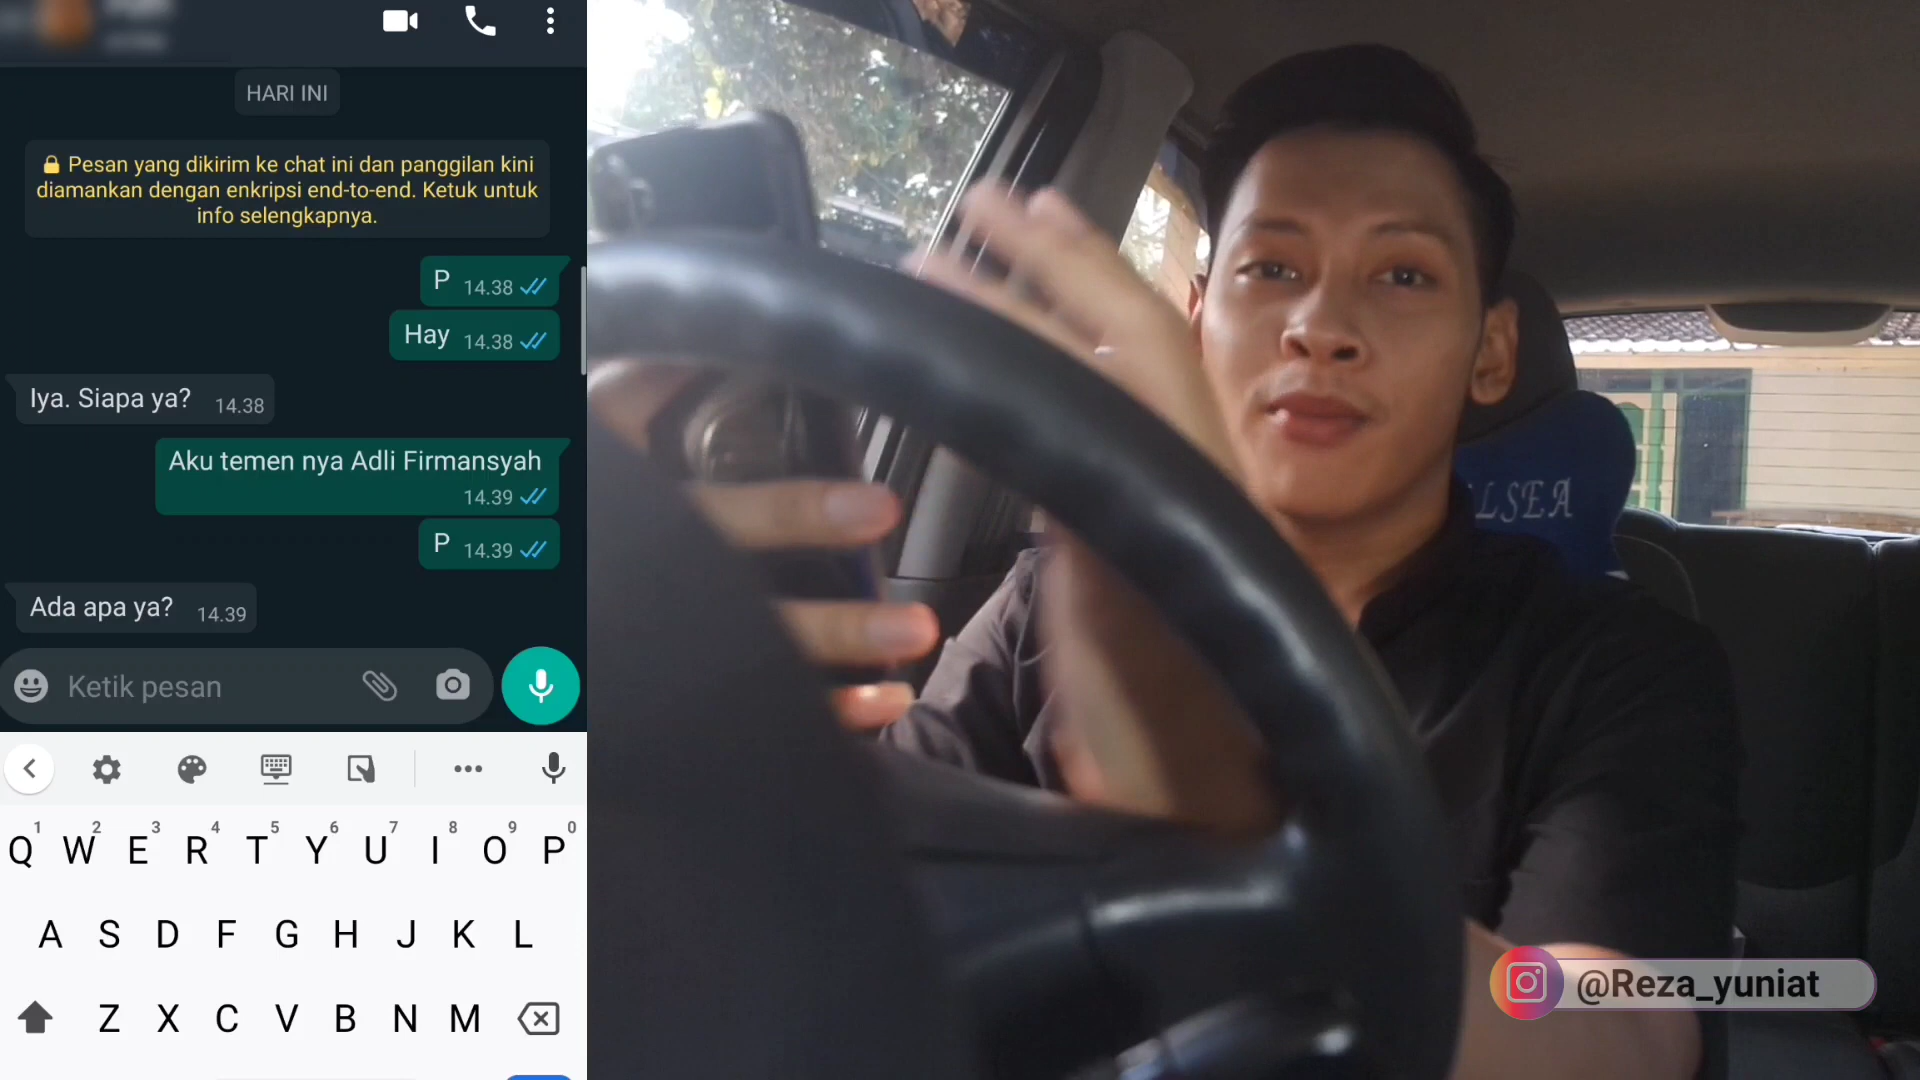 HARI INI
Pesan yang dikirim ke chat ini dan panggilan kini
diamankan dengan enkripsi end-to-end. Ketuk untuk
info selengkapnya.
P 14.38
Hay 14.38
Iya. Siapa ya? 14.38
Aku temen nya Adli Firmansyah
14.39
P 14.39
Ada apa ya? 14.39
Ketik pesan
1 2 3 4 5 6 7 8 9 0
Q W E R T Y U I O P
A S D F G H J K L
Z X C V B N M
LSEA
@Reza_yuniat